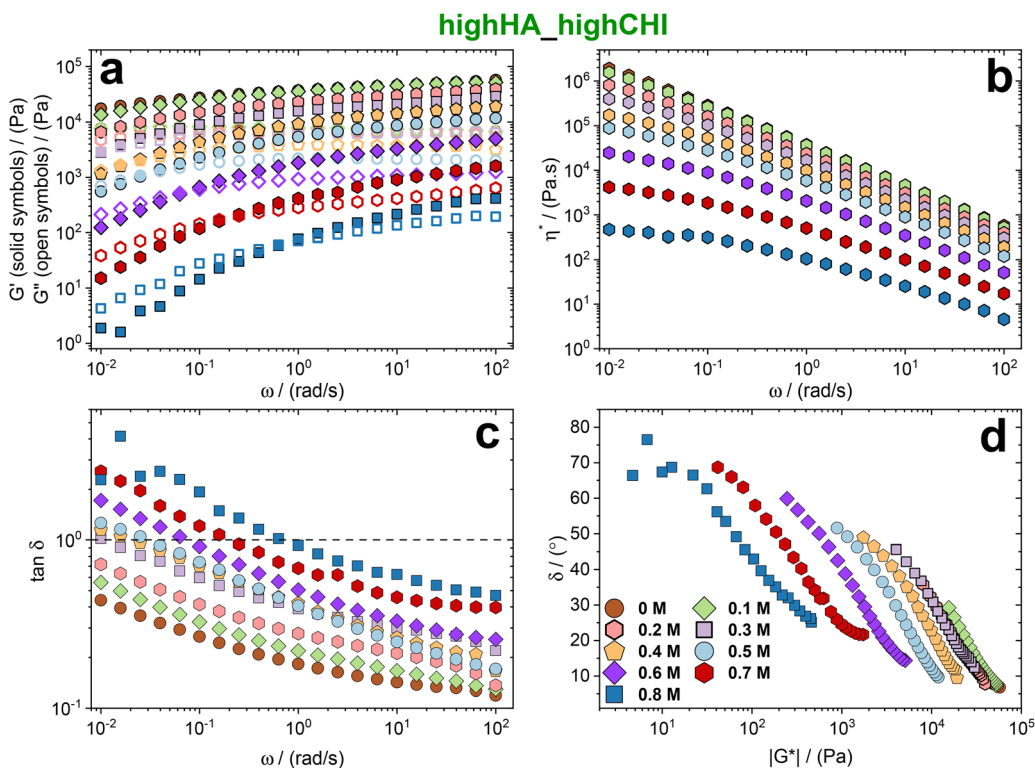 highHA_highCHI
a
G' (solid symbols) / (Pa)
G'' (open symbols) / (Pa)
10⁵
10⁴
10³
10²
10¹
10⁰
10⁻² 10⁻¹ 10⁰ 10¹ 10²
ω / (rad/s)
b
η* / (Pa.s)
10⁶
10⁵
10⁴
10³
10²
10¹
10⁰
10⁻² 10⁻¹ 10⁰ 10¹ 10²
ω / (rad/s)
c
tan δ
10⁰
10⁻¹
10⁻² 10⁻¹ 10⁰ 10¹ 10²
ω / (rad/s)
d
δ / (°)
80
70
60
50
40
30
20
10
0 M 0.1 M
0.2 M 0.3 M
0.4 M 0.5 M
0.6 M 0.7 M
0.8 M
10¹ 10² 10³ 10⁴ 10⁵
|G*| / (Pa)